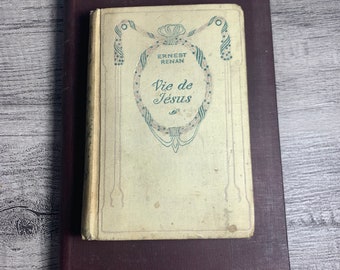 ERNEST
RENAN
Vie de
Jésus